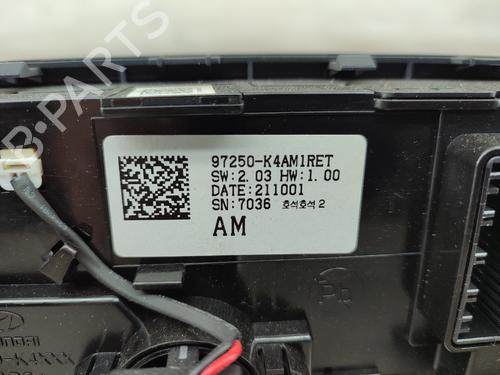 97250-K4AM1RET
SW:2.03 HW:1.00
DATE:211001
SN:7036 호석호석 2
AM
B-Parts
PE